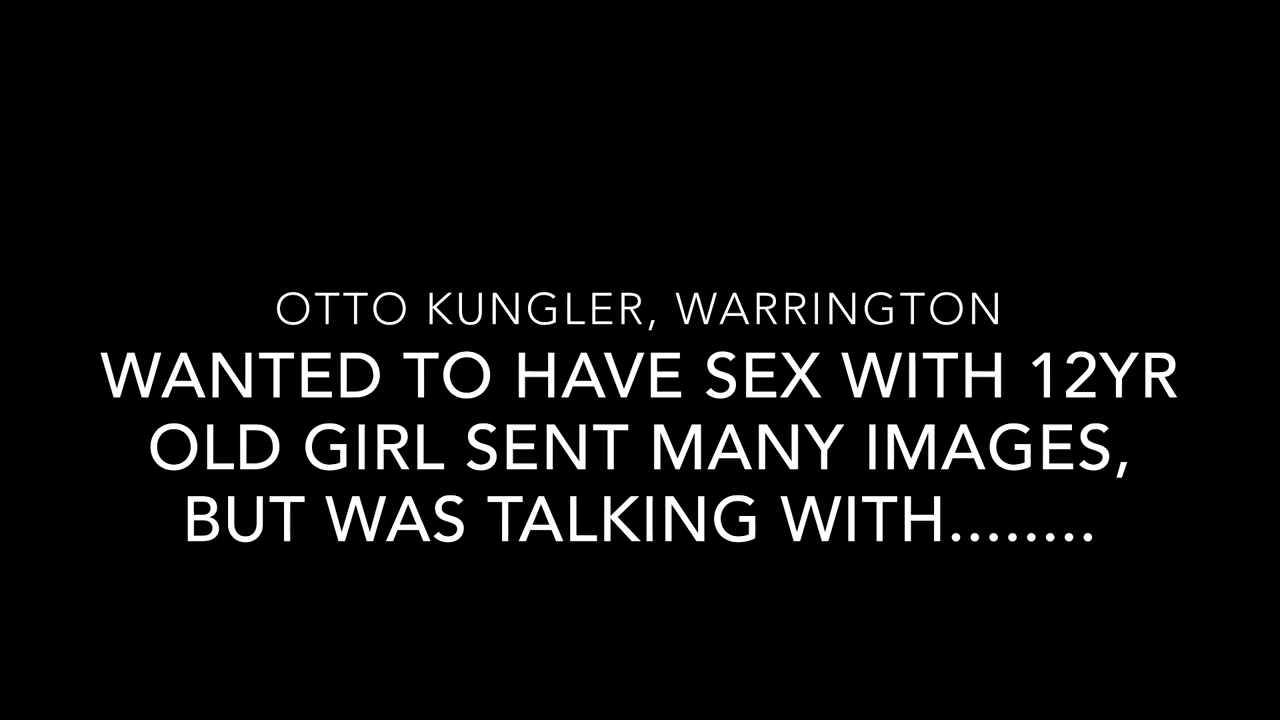 OTTO KUNGLER, WARRINGTON
WANTED TO HAVE SEX WITH 12YR
OLD GIRL SENT MANY IMAGES,
BUT WAS TALKING WITH........